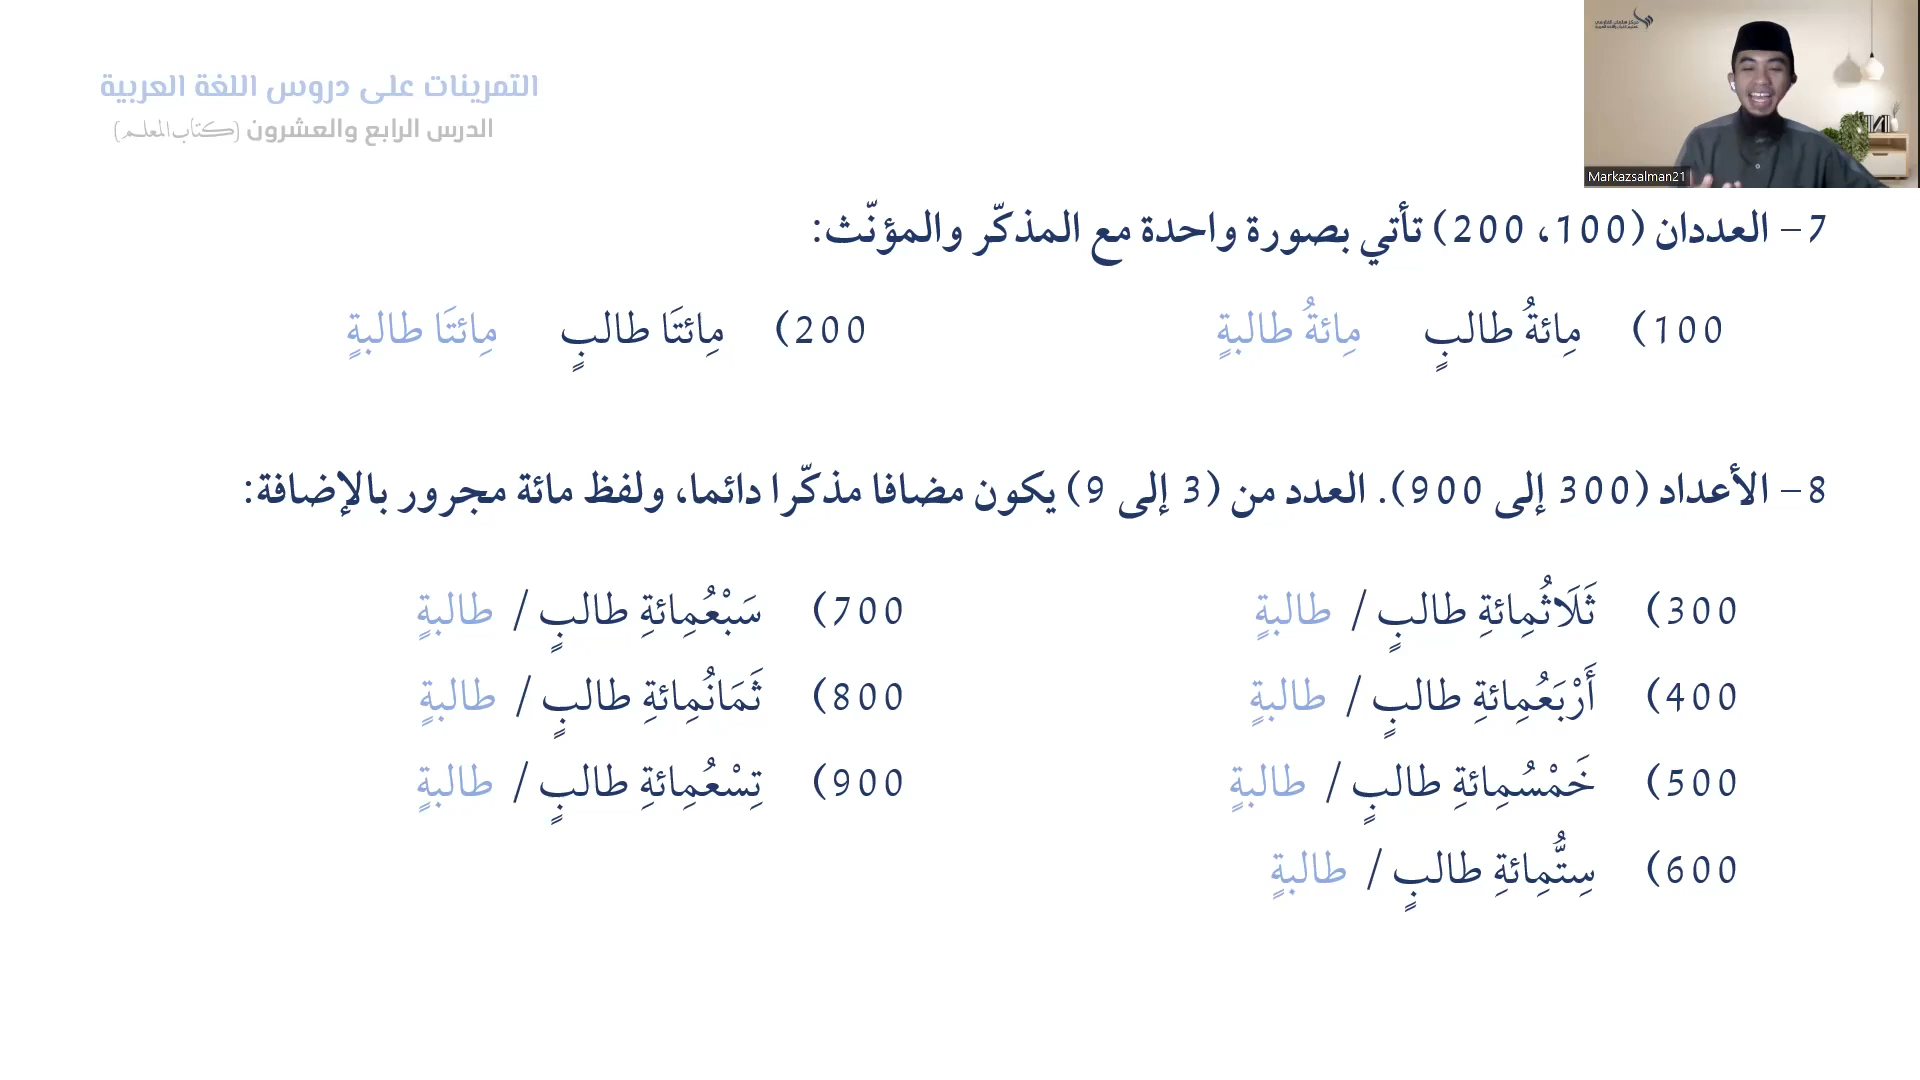 التمرينات على دروس اللغة العربية
الدرس الرابع والعشرون (كتاب المعلم)
Markazsalman21
7– العددان (100، 200) تأتي بصورة واحدة مع المذكّر والمؤنّث:
100) مِائةُ طالبٍ مِائةُ طالبةٍ 200) مِائتَا طالبٍ مِائتَا طالبةٍ
8– الأعداد (300 إلى 900). العدد من (3 إلى 9) يكون مضافا مذكّرا دائما، ولفظ مائة مجرور بالإضافة:
300) ثَلَاثُمِائةِ طالبٍ / طالبةٍ 700) سَبْعُمِائةِ طالبٍ / طالبةٍ
400) أَرْبَعُمِائةِ طالبٍ / طالبةٍ 800) ثَمَانُمِائةِ طالبٍ / طالبةٍ
500) خَمْسُمِائةِ طالبٍ / طالبةٍ 900) تِسْعُمِائةِ طالبٍ / طالبةٍ
600) سِتُّمِائةِ طالبٍ / طالبةٍ